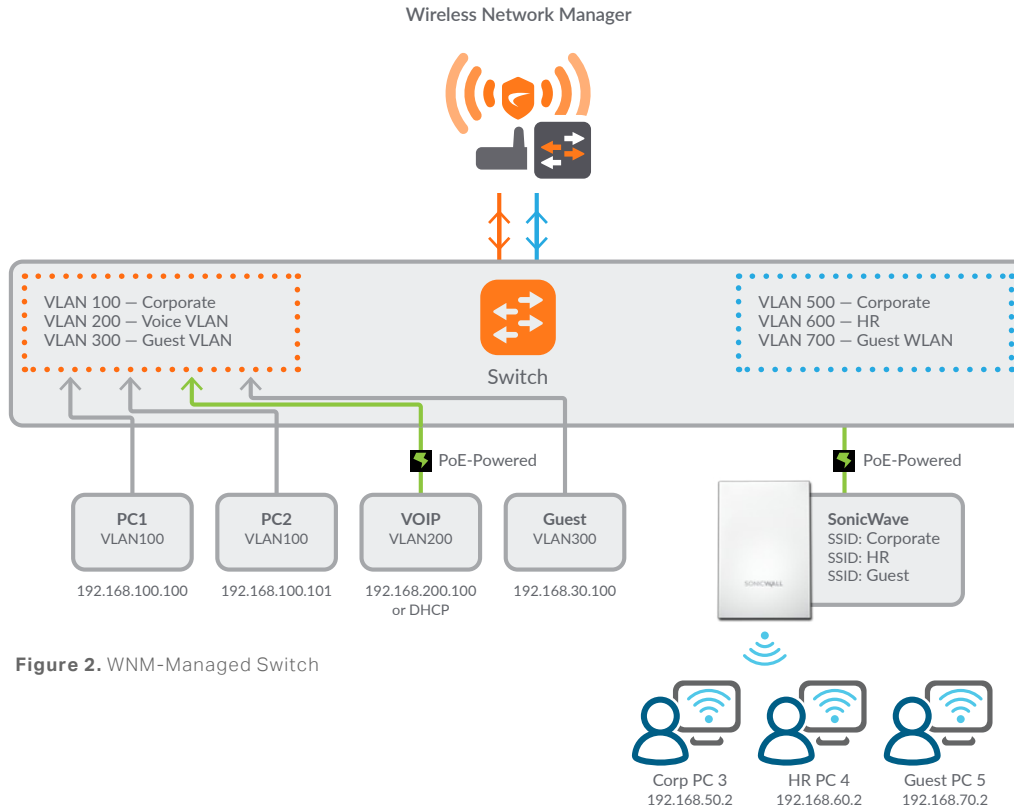 Wireless Network Manager
VLAN 100 — Corporate
VLAN 200 — Voice VLAN
VLAN 300 — Guest VLAN
Switch
VLAN 500 — Corporate
VLAN 600 — HR
VLAN 700 — Guest WLAN
PoE-Powered
PoE-Powered
PC1
VLAN100
192.168.100.100
PC2
VLAN100
192.168.100.101
VOIP
VLAN200
192.168.200.100
or DHCP
Guest
VLAN300
192.168.30.100
SONICWALL
SonicWave
SSID: Corporate
SSID: HR
SSID: Guest
Figure 2. WNM-Managed Switch
Corp PC 3
192.168.50.2
HR PC 4
192.168.60.2
Guest PC 5
192.168.70.2